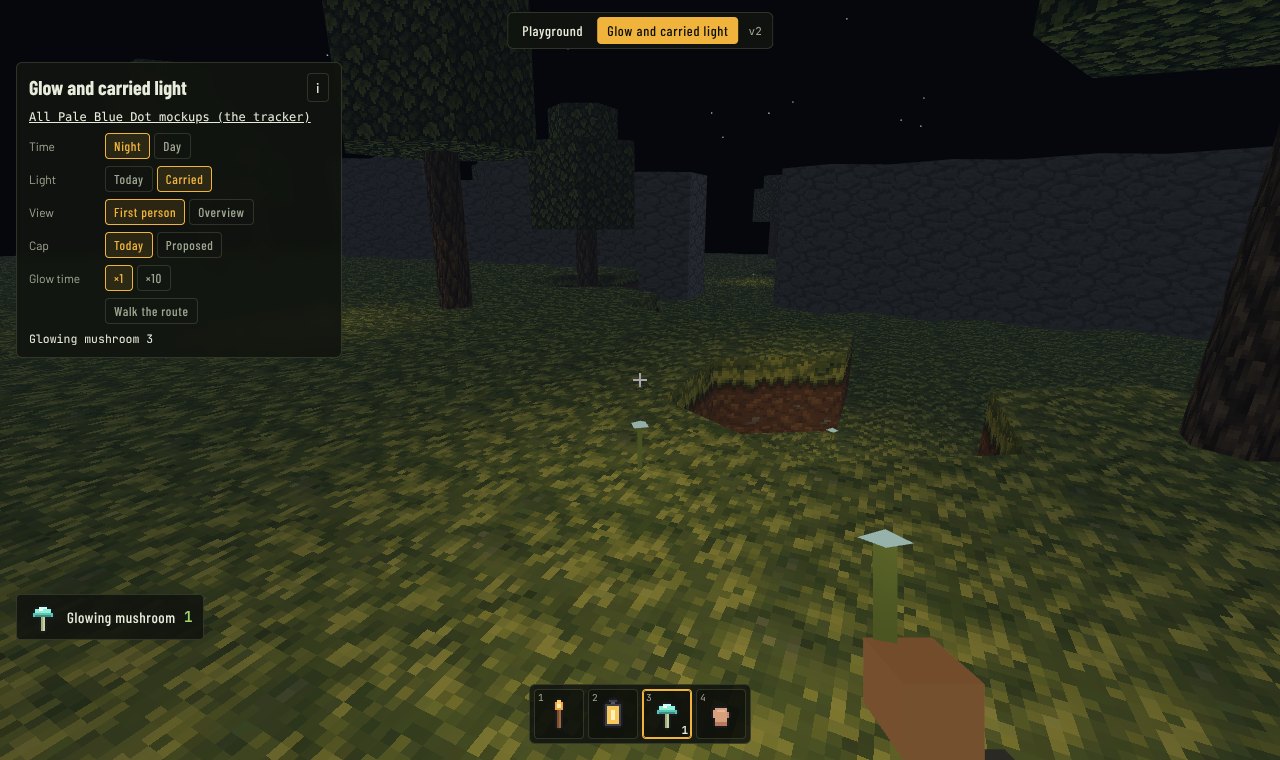 Playground Glow and carried light v2
Glow and carried light i
All Pale Blue Dot mockups (the tracker)
Time Night Day
Light Today Carried
View First person Overview
Cap Today Proposed
Glow time ×1 ×10
Walk the route
Glowing mushroom 3
Glowing mushroom 1
1 2 3 4
1